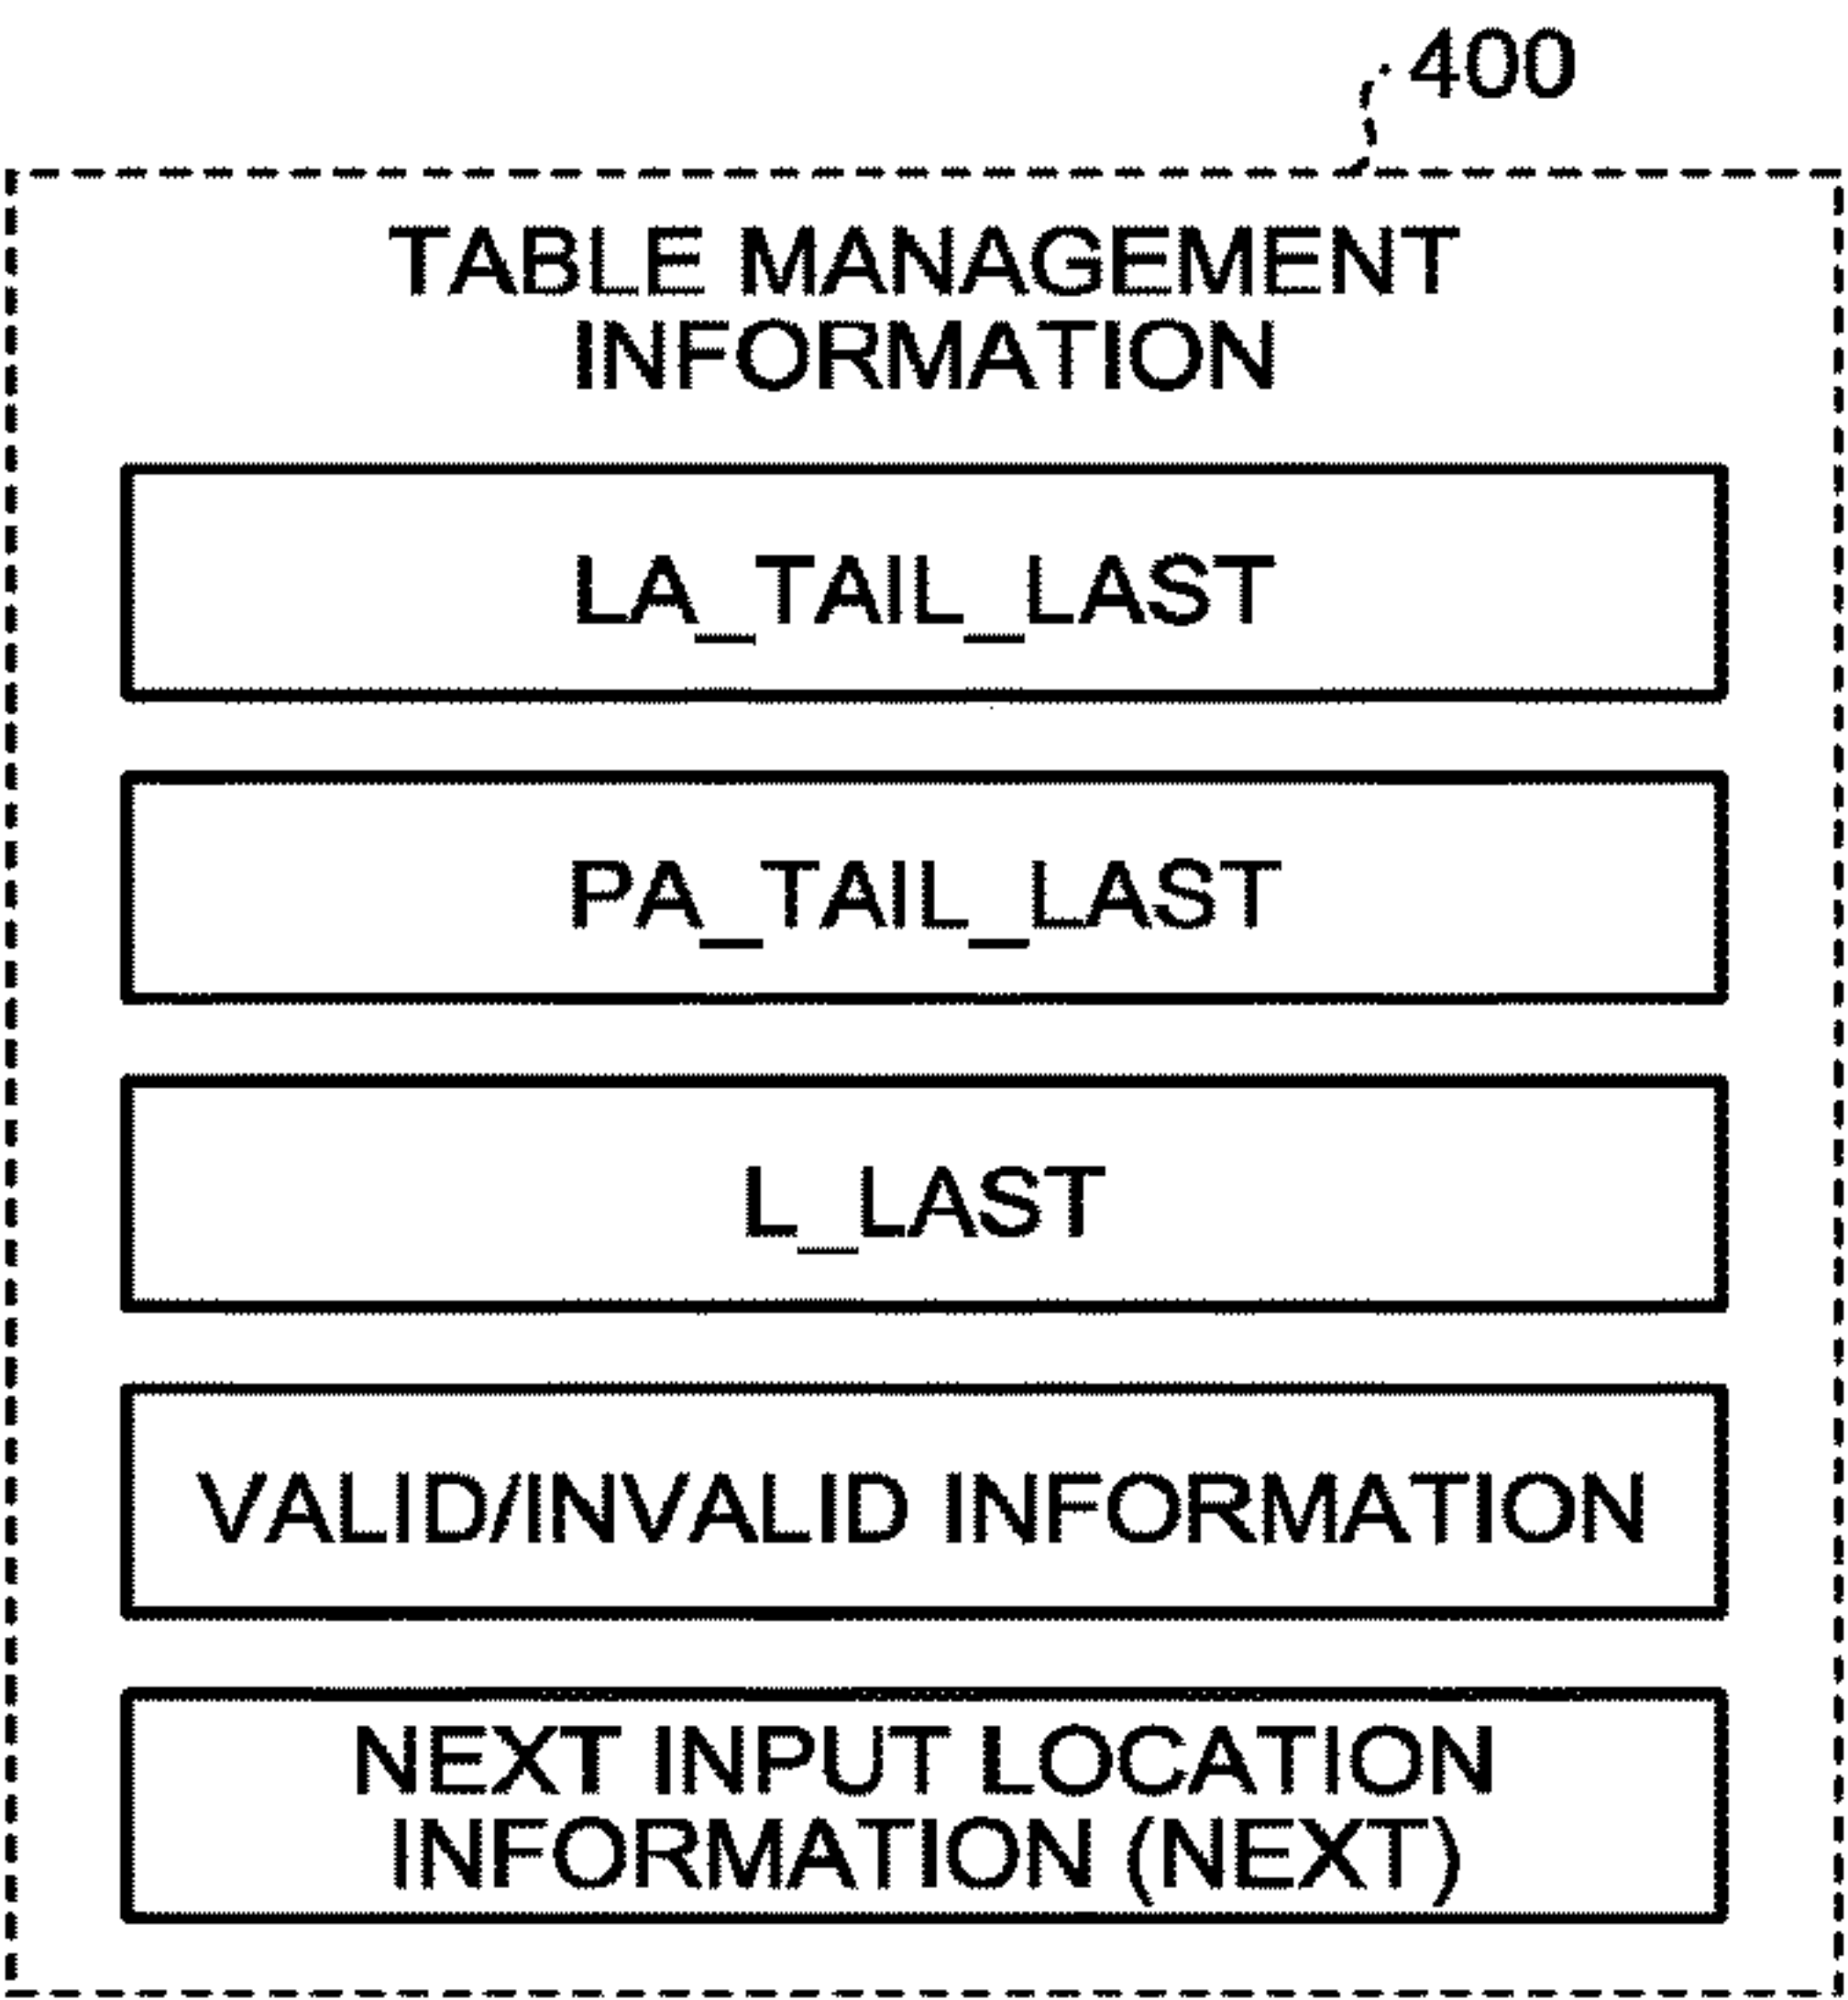 400
TABLE MANAGEMENT
INFORMATION
LA_TAIL_LAST
PA_TAIL_LAST
L_LAST
VALID/INVALID INFORMATION
NEXT INPUT LOCATION
INFORMATION (NEXT)